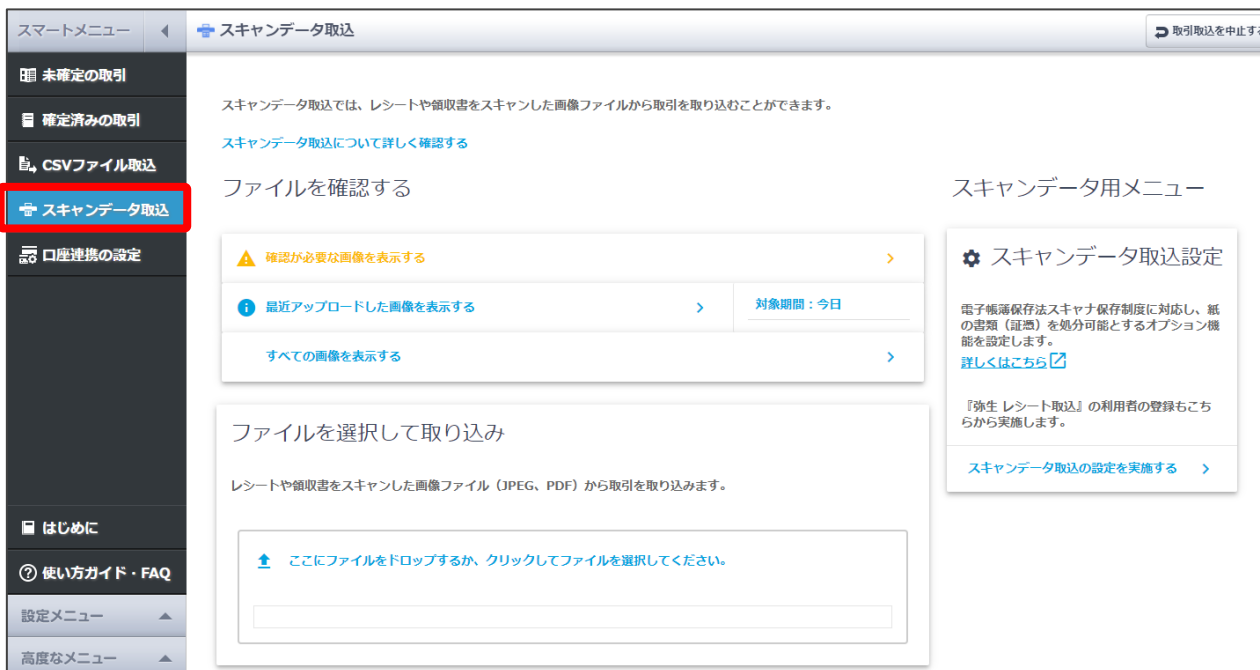 スマートメニュー
スキャンデータ取込
取引取込を中止する
未確定の取引
確定済みの取引
CSVファイル取込
スキャンデータ取込
口座連携の設定
はじめに
使い方ガイド・FAQ
設定メニュー
高度なメニュー
スキャンデータ取込では、レシートや領収書をスキャンした画像ファイルから取引を取り込むことができます。
スキャンデータ取込について詳しく確認する
ファイルを確認する
確認が必要な画像を表示する
最近アップロードした画像を表示する
対象期間：今日
すべての画像を表示する
ファイルを選択して取り込み
レシートや領収書をスキャンした画像ファイル（JPEG、PDF）から取引を取り込みます。
ここにファイルをドロップするか、クリックしてファイルを選択してください。
スキャンデータ用メニュー
スキャンデータ取込設定
電子帳簿保存法スキャナ保存制度に対応し、紙
の書類（証憑）を処分可能とするオプション機
能を設定します。
詳しくはこちら
『弥生 レシート取込』の利用者の登録もこち
らから実施します。
スキャンデータ取込の設定を実施する